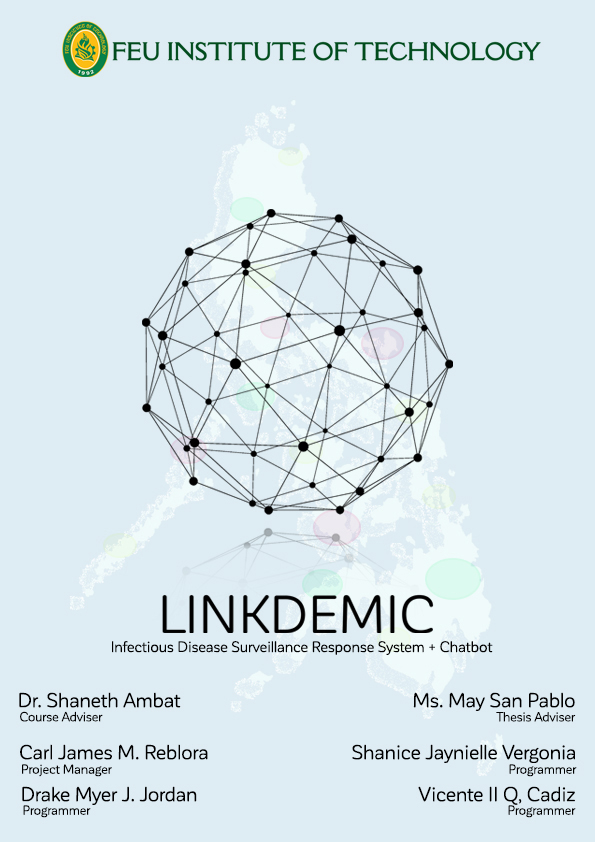 FEU INSTITUTE OF TECHNOLOGY
1992
LINKDEMIC
Infectious Disease Surveillance Response System + Chatbot
Dr. Shaneth Ambat
Course Adviser
Ms. May San Pablo
Thesis Adviser
Carl James M. Reblora
Project Manager
Shanice Jaynielle Vergonia
Programmer
Drake Myer J. Jordan
Programmer
Vicente II Q, Cadiz
Programmer